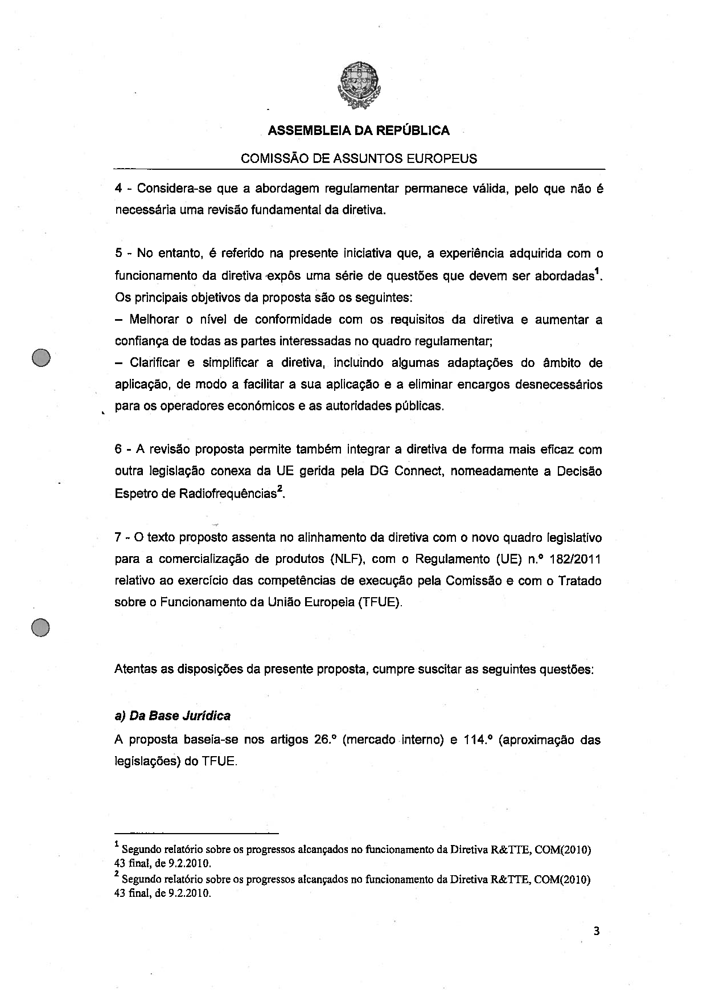 ASSEMBLEIA DA REPÚBLICA
COMISSÃO DE ASSUNTOS EUROPEUS
4 - Considera-se que a abordagem regulamentar permanece válida, pelo que não é
necessária uma revisão fundamental da diretiva.
5 - No entanto, é referido na presente iniciativa que, a experiência adquirida com o
funcionamento da diretiva expôs uma série de questões que devem ser abordadas¹.
Os principais objetivos da proposta são os seguintes:
– Melhorar o nível de conformidade com os requisitos da diretiva e aumentar a
confiança de todas as partes interessadas no quadro regulamentar;
– Clarificar e simplificar a diretiva, incluindo algumas adaptações do âmbito de
aplicação, de modo a facilitar a sua aplicação e a eliminar encargos desnecessários
para os operadores económicos e as autoridades públicas.
6 - A revisão proposta permite também integrar a diretiva de forma mais eficaz com
outra legislação conexa da UE gerida pela DG Connect, nomeadamente a Decisão
Espetro de Radiofrequências².
7 - O texto proposto assenta no alinhamento da diretiva com o novo quadro legislativo
para a comercialização de produtos (NLF), com o Regulamento (UE) n.º 182/2011
relativo ao exercício das competências de execução pela Comissão e com o Tratado
sobre o Funcionamento da União Europeia (TFUE).
Atentas as disposições da presente proposta, cumpre suscitar as seguintes questões:
a) Da Base Jurídica
A proposta baseia-se nos artigos 26.º (mercado interno) e 114.º (aproximação das
legislações) do TFUE.
¹ Segundo relatório sobre os progressos alcançados no funcionamento da Diretiva R&TTE, COM(2010)
43 final, de 9.2.2010.
² Segundo relatório sobre os progressos alcançados no funcionamento da Diretiva R&TTE, COM(2010)
43 final, de 9.2.2010.
3